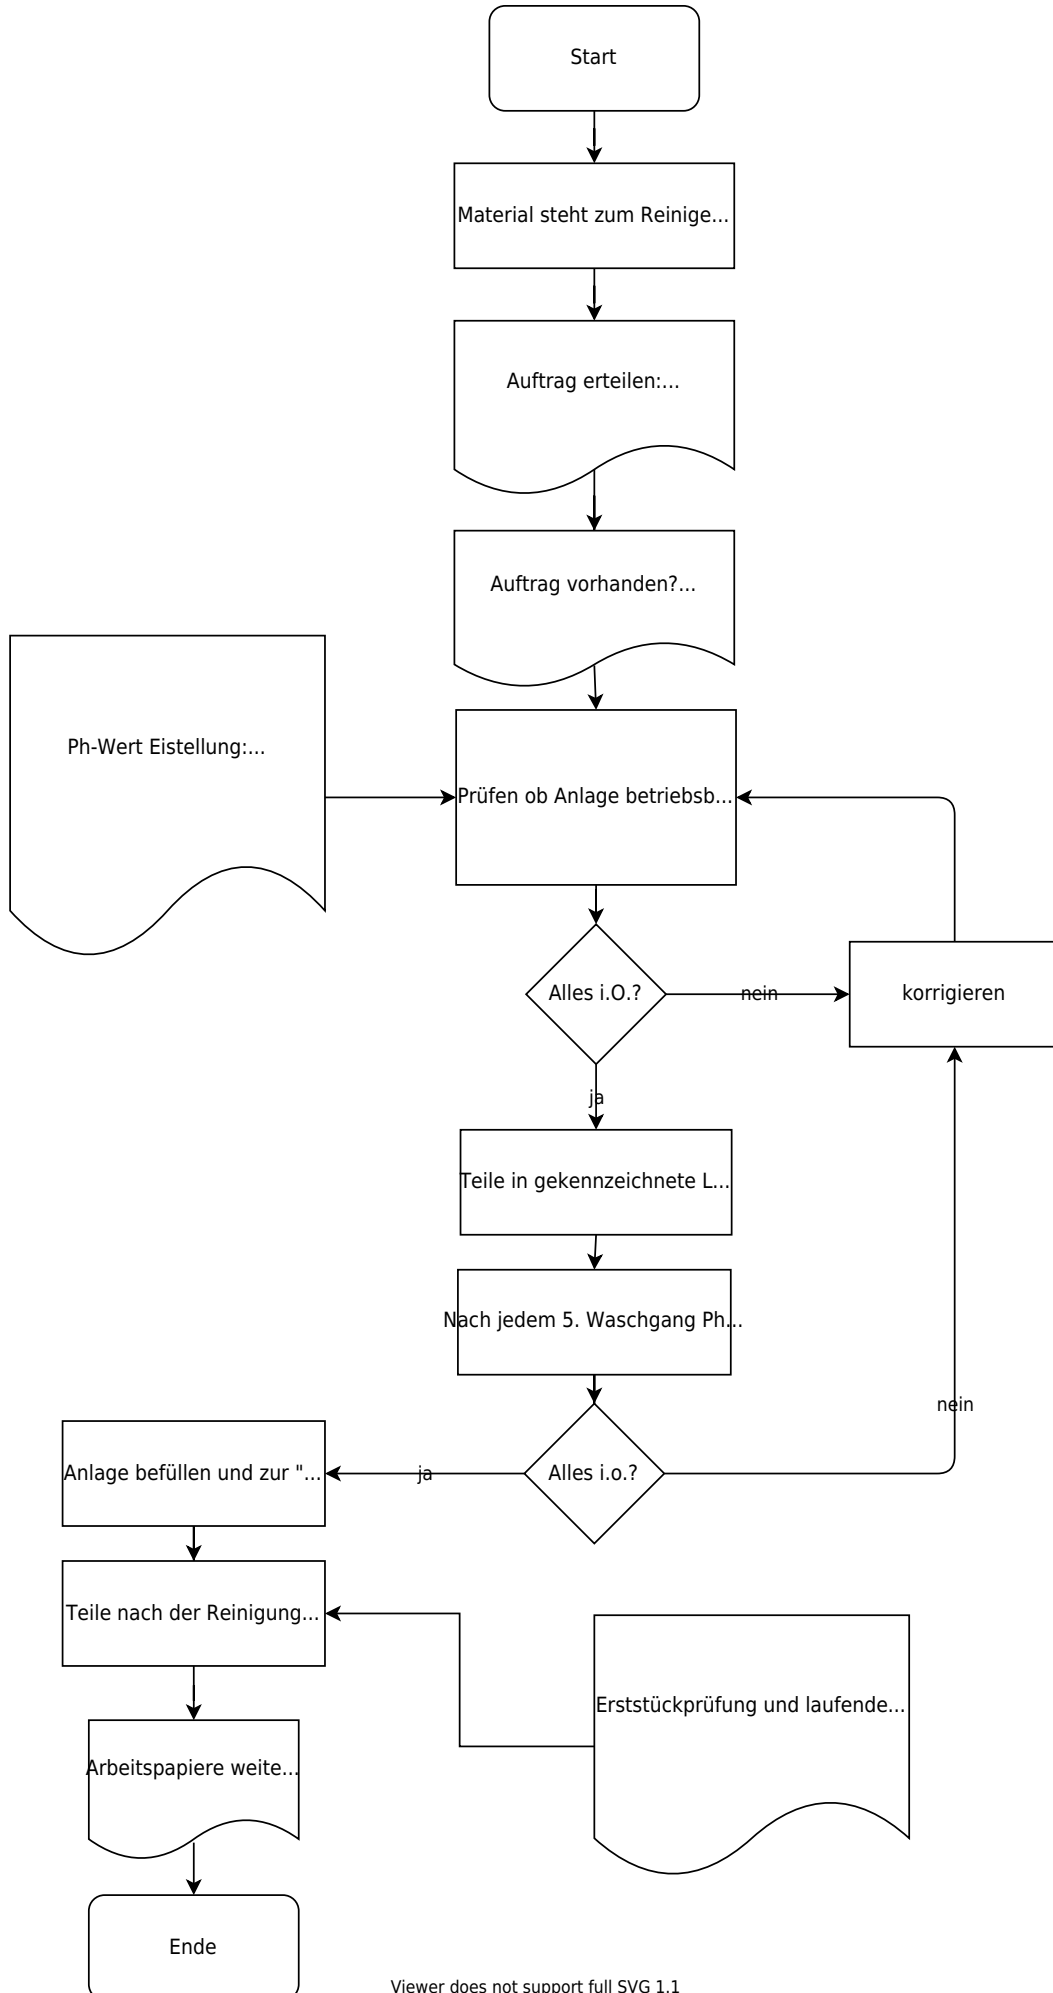 Start
Material steht zum Reinige...
Auftrag erteilen:...
Auftrag vorhanden?...
Ph-Wert Eistellung:...
Prüfen ob Anlage betriebsb...
Alles i.O.?
nein
korrigieren
ja
Teile in gekennzeichnete L...
Nach jedem 5. Waschgang Ph...
nein
Anlage befüllen und zur "...
ja
Alles i.o.?
Teile nach der Reinigung...
Erststückprüfung und laufende...
Arbeitspapiere weite...
Ende
Viewer does not support full SVG 1.1